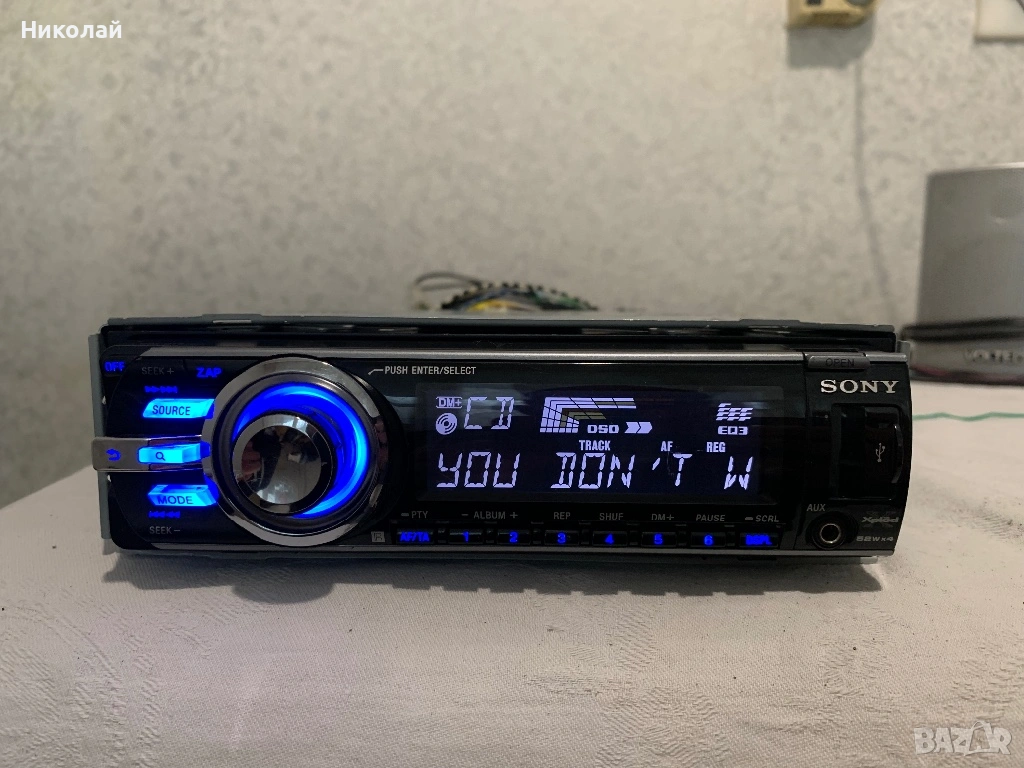 Николай
OFF SEEK + ZAP
SOURCE
MODE
SEEK −
PUSH ENTER/SELECT
OPEN
SONY
DM+ CD DSO EQ3
TRACK AF REG
YOU DON'T W
AUX
PTY − ALBUM + REP SHUF DM+ PAUSE SCRL
AF/TA 1 2 3 4 5 6 DSPL
Xplod
52W×4
BAZAR